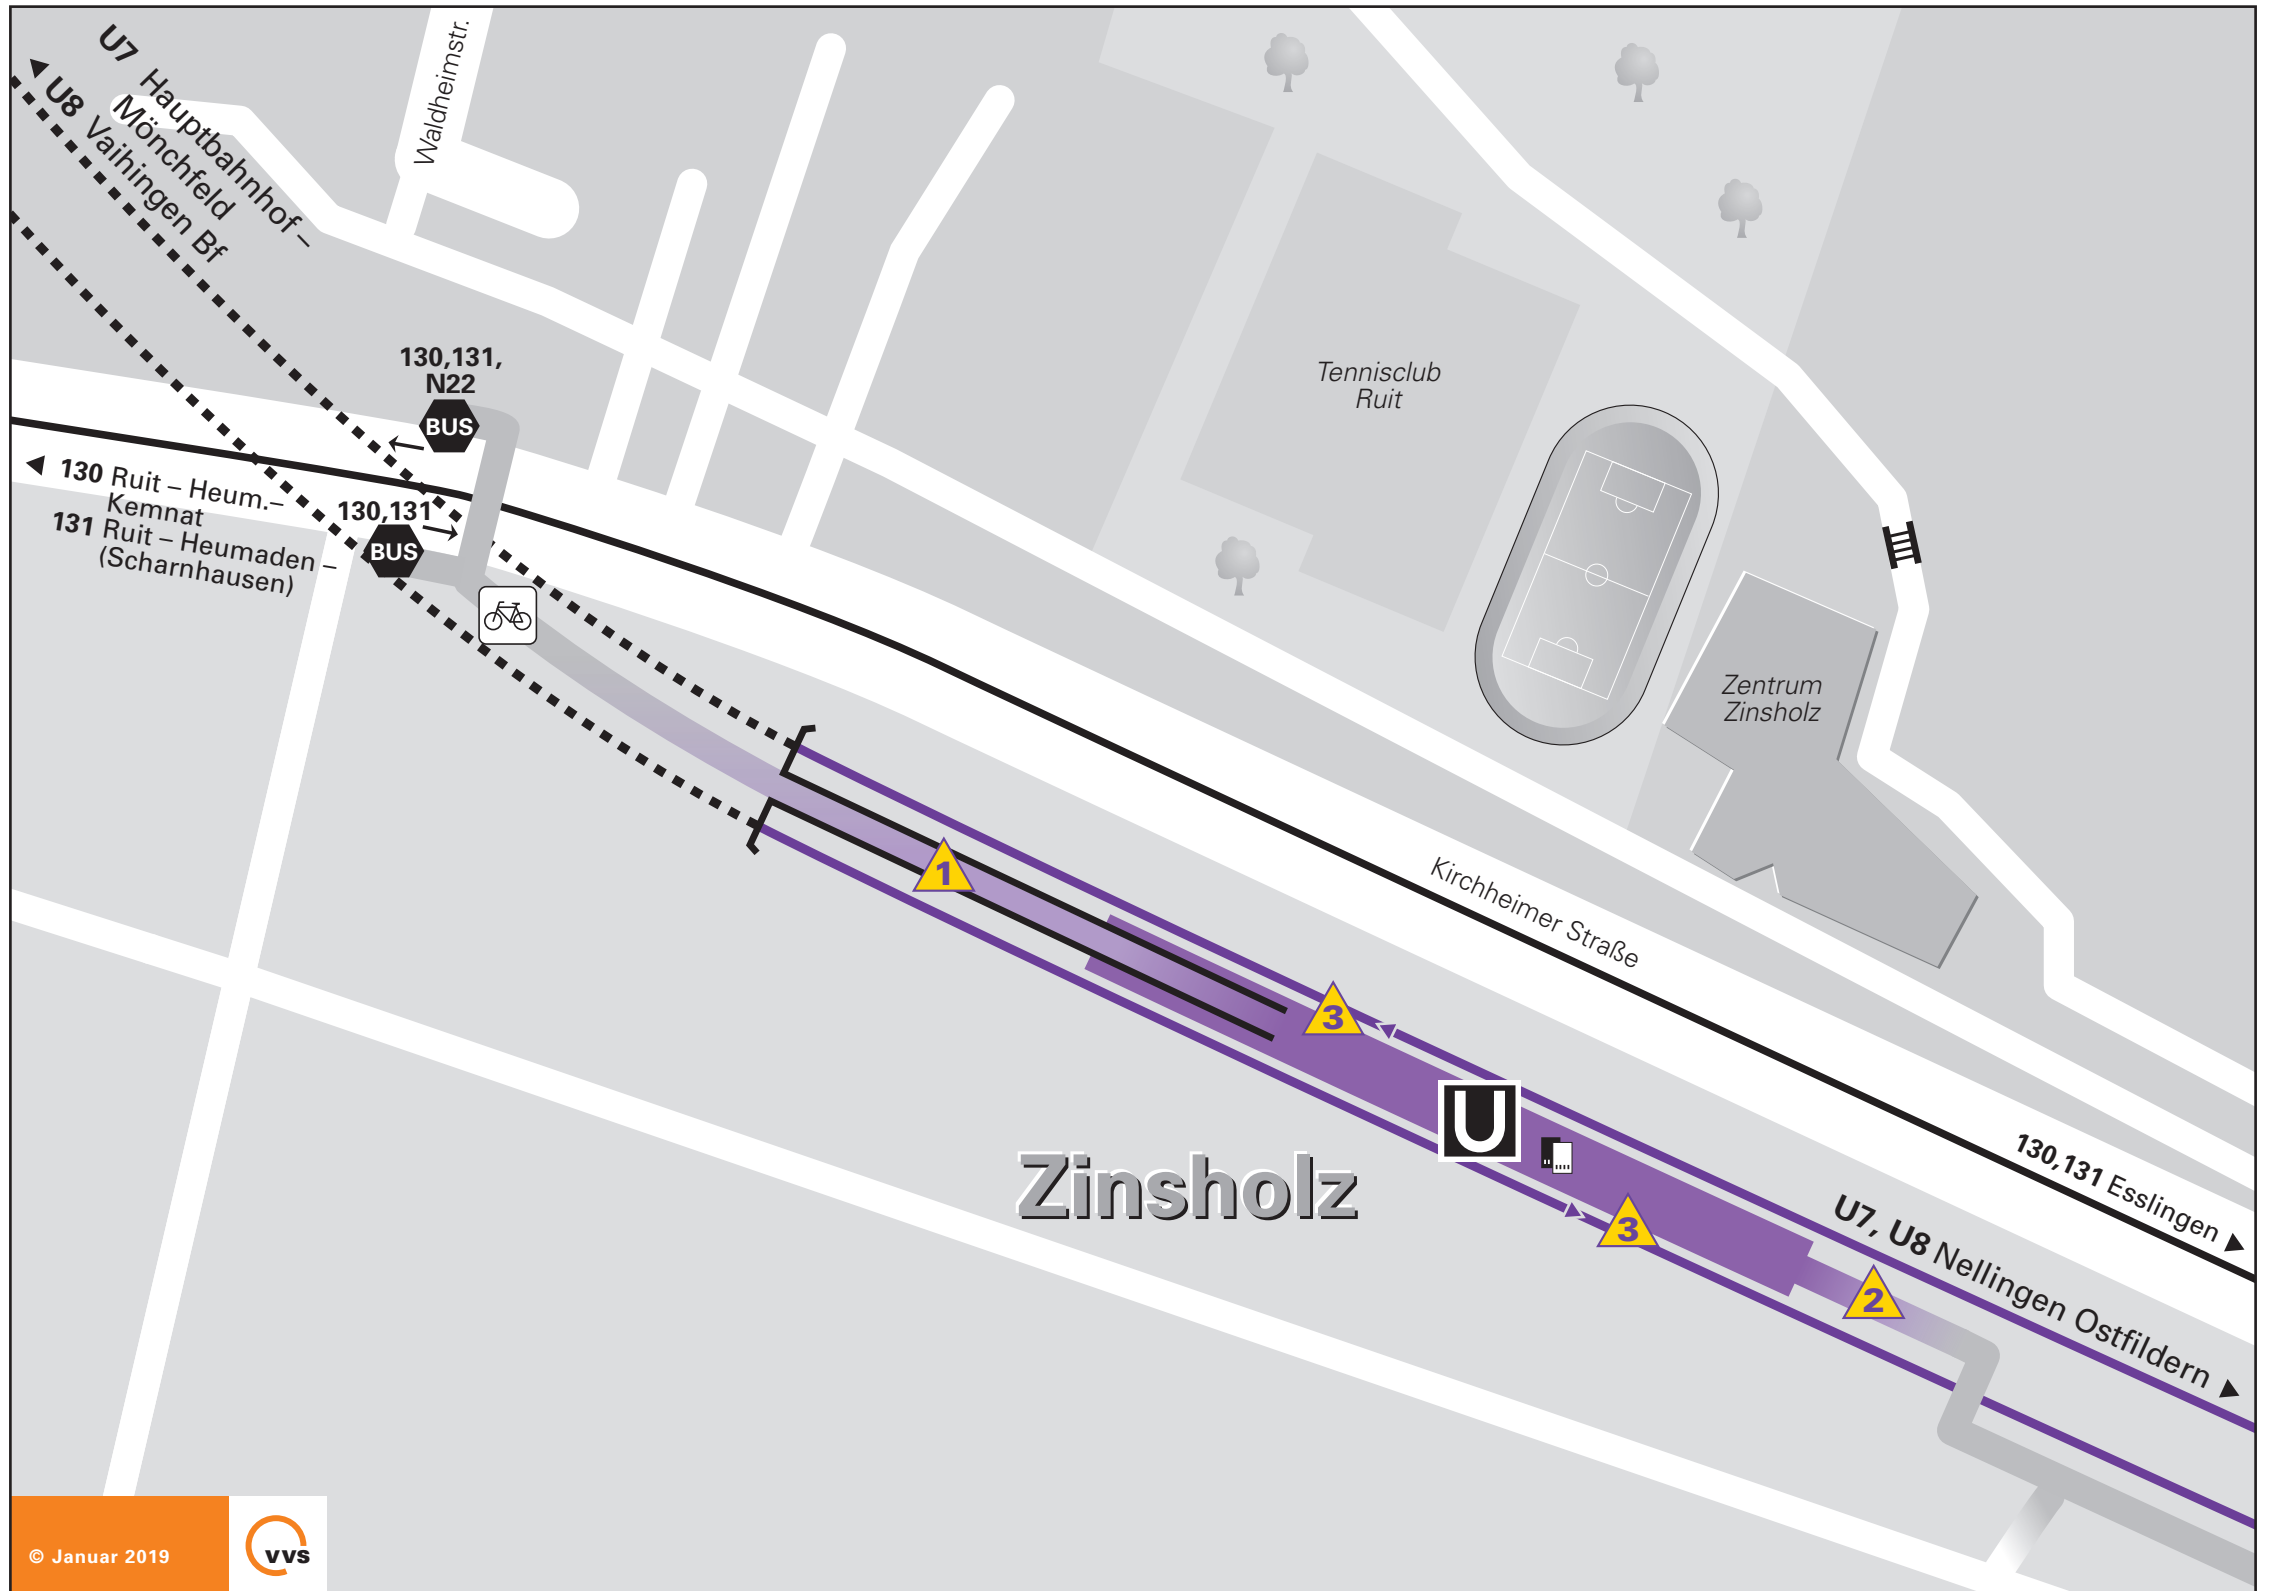 U7 Hauptbahnhof –
Mönchfeld
U8 Vaihingen Bf
Waldheimstr.
130,131,
N22
BUS
130 Ruit – Heum.–
Kemnat
131 Ruit – Heumaden –
(Scharnhausen)
130,131
BUS
Tennisclub
Ruit
Zentrum
Zinsholz
Kirchheimer Straße
1
3
U
3
2
Zinsholz
130,131 Esslingen
U7, U8 Nellingen Ostfildern
© Januar 2019
VVS